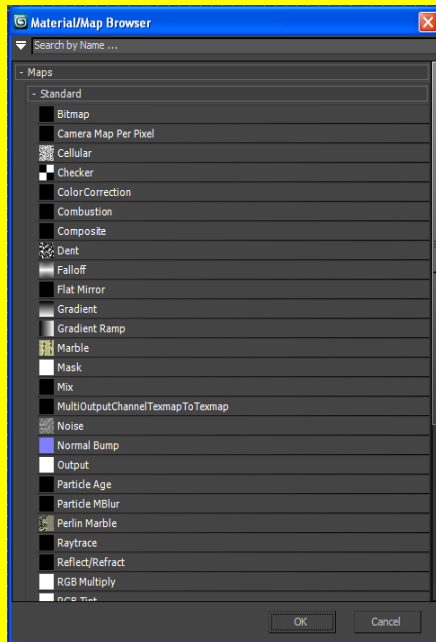 Material/Map Browser
Search by Name ...
- Maps
- Standard
Bitmap
Camera Map Per Pixel
Cellular
Checker
ColorCorrection
Combustion
Composite
Dent
Falloff
Flat Mirror
Gradient
Gradient Ramp
Marble
Mask
Mix
MultiOutputChannelTexmapToTexmap
Noise
Normal Bump
Output
Particle Age
Particle MBlur
Perlin Marble
Raytrace
Reflect/Refract
RGB Multiply
RGB Tint
OK Cancel